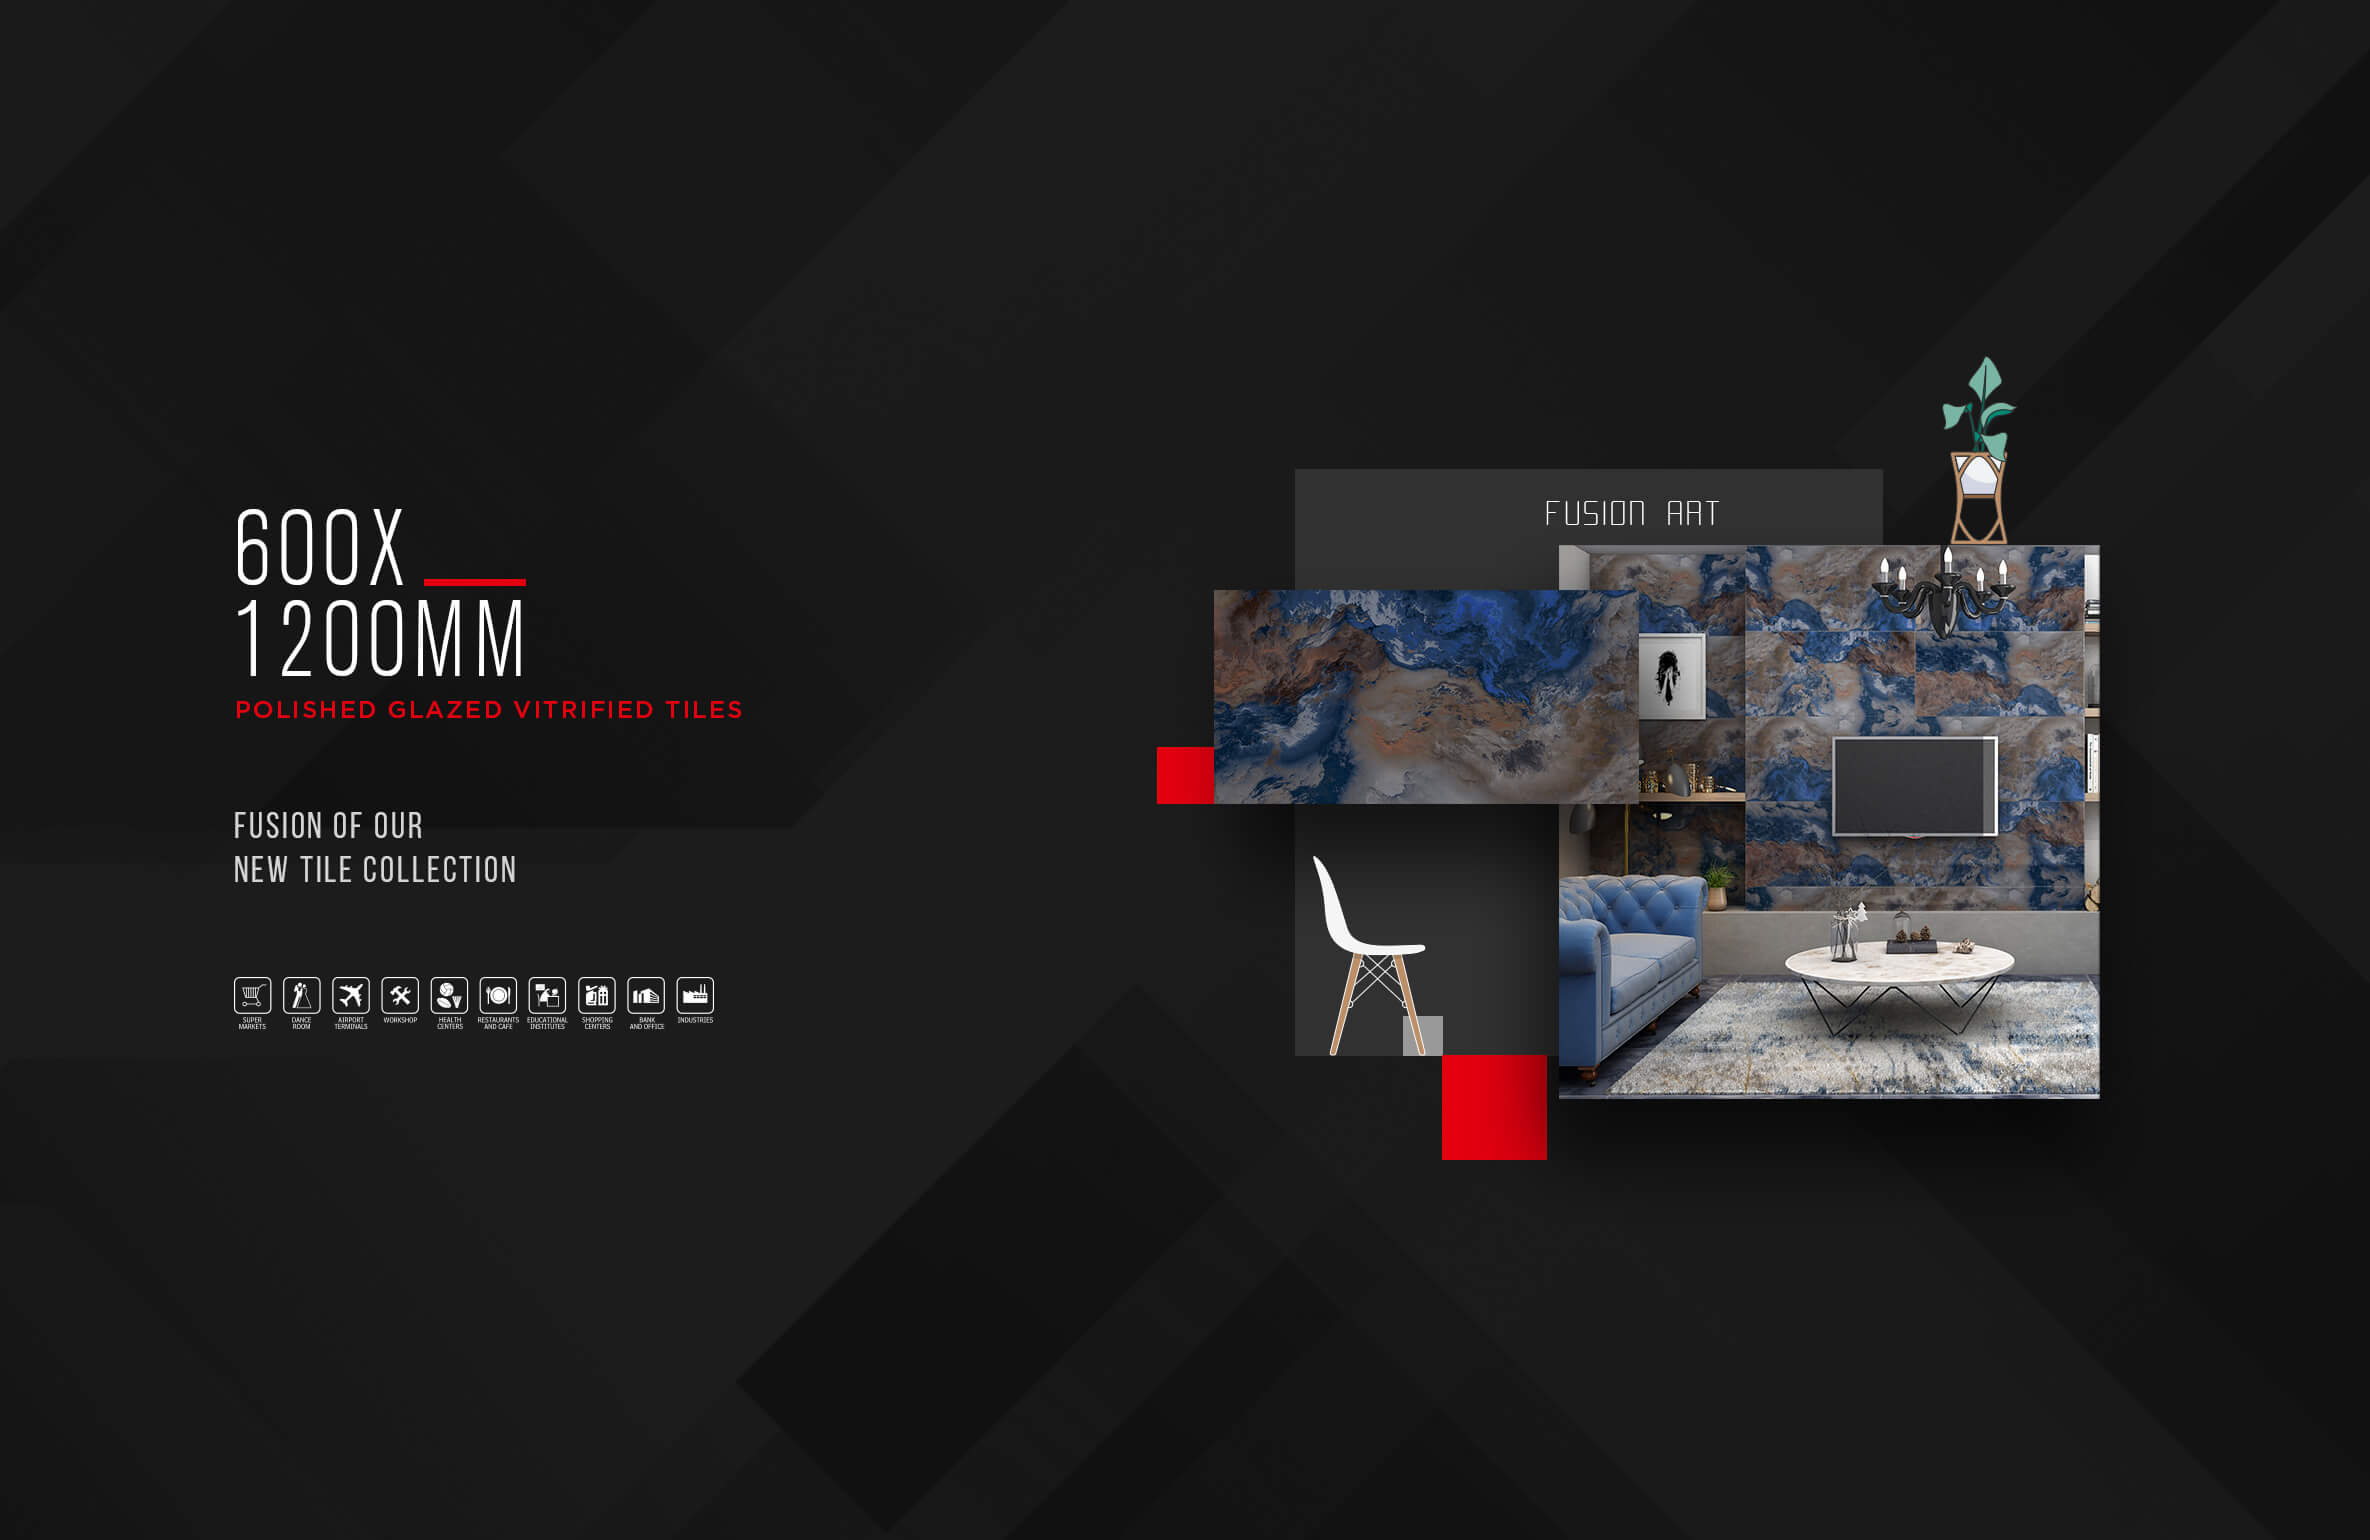 600X
1200MM
POLISHED GLAZED VITRIFIED TILES
FUSION OF OUR
NEW TILE COLLECTION
SUPER
MARKETS
DANCE
ROOM
AIRPORT
TERMINALS
WORKSHOP
HEALTH
CENTERS
RESTAURANTS
AND CAFE
EDUCATIONAL
INSTITUTES
SHOPPING
CENTERS
BANK
AND OFFICE
INDUSTRIES
FUSION ART